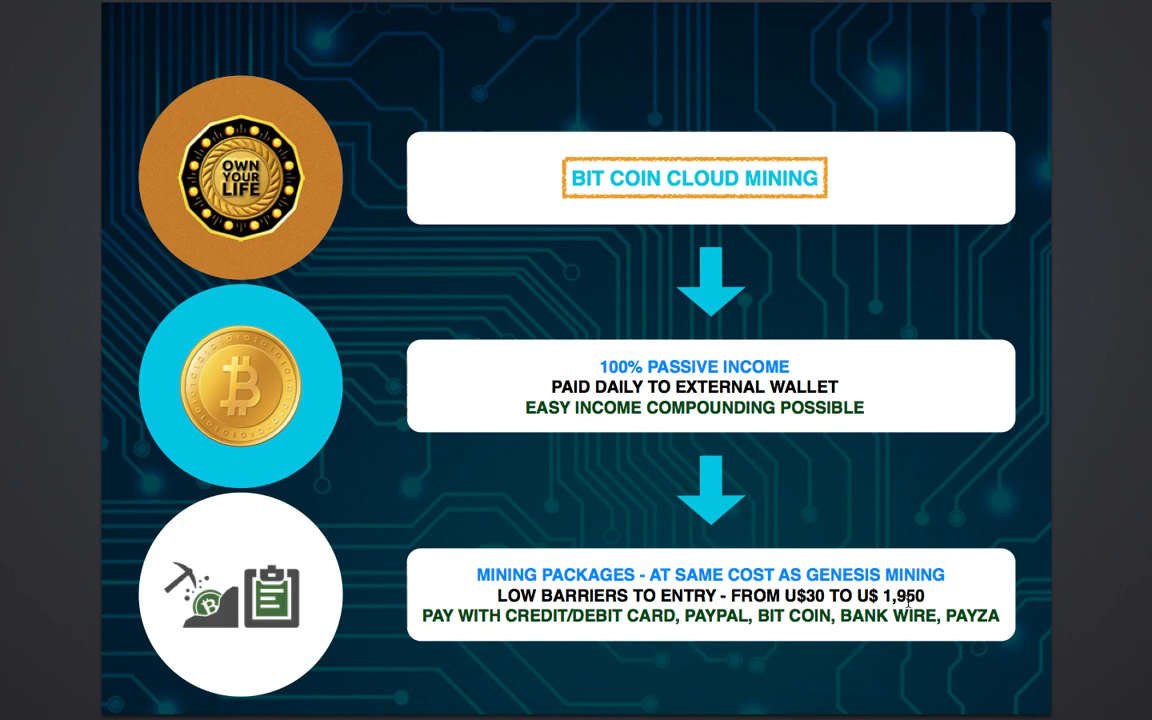 OWN
YOUR
LIFE
BIT COIN CLOUD MINING
100% PASSIVE INCOME
PAID DAILY TO EXTERNAL WALLET
EASY INCOME COMPOUNDING POSSIBLE
MINING PACKAGES - AT SAME COST AS GENESIS MINING
LOW BARRIERS TO ENTRY - FROM U$30 TO U$ 1,950
PAY WITH CREDIT/DEBIT CARD, PAYPAL, BIT COIN, BANK WIRE, PAYZA